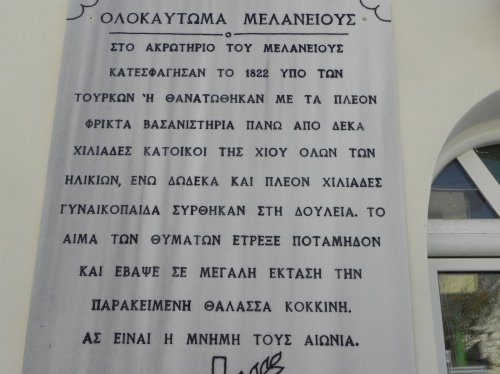 ΟΛΟΚΑΥΤΩΜΑ ΜΕΛΑΝΕΙΟΥΣ
ΣΤΟ ΑΚΡΩΤΗΡΙΟ ΤΟΥ ΜΕΛΑΝΕΙΟΥΣ
ΚΑΤΕΣΦΑΓΗΣΑΝ ΤΟ 1822 ΥΠΟ ΤΩΝ
ΤΟΥΡΚΩΝ Ή ΘΑΝΑΤΩΘΗΚΑΝ ΜΕ ΤΑ ΠΛΕΟΝ
ΦΡΙΚΤΑ ΒΑΣΑΝΙΣΤΗΡΙΑ ΠΑΝΩ ΑΠΟ ΔΕΚΑ
ΧΙΛΙΑΔΕΣ ΚΑΤΟΙΚΟΙ ΤΗΣ ΧΙΟΥ ΟΛΩΝ ΤΩΝ
ΗΛΙΚΙΩΝ, ΕΝΩ ΔΩΔΕΚΑ ΚΑΙ ΠΛΕΟΝ ΧΙΛΙΑΔΕΣ
ΓΥΝΑΙΚΟΠΑΙΔΑ ΣΥΡΘΗΚΑΝ ΣΤΗ ΔΟΥΛΕΙΑ. ΤΟ
ΑΙΜΑ ΤΩΝ ΘΥΜΑΤΩΝ ΕΤΡΕΞΕ ΠΟΤΑΜΗΔΟΝ
ΚΑΙ ΕΒΑΨΕ ΣΕ ΜΕΓΑΛΗ ΕΚΤΑΣΗ ΤΗΝ
ΠΑΡΑΚΕΙΜΕΝΗ ΘΑΛΑΣΣΑ ΚΟΚΚΙΝΗ.
ΑΣ ΕΙΝΑΙ Η ΜΝΗΜΗ ΤΟΥΣ ΑΙΩΝΙΑ.